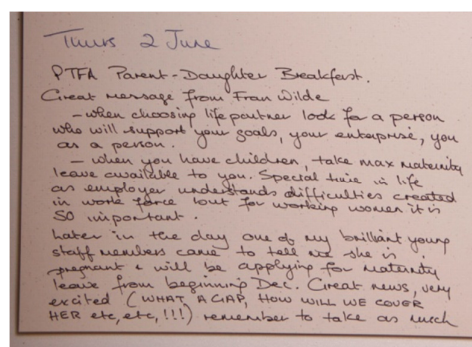 Thurs 2 June
PTFA Parent-Daughter Breakfast.
Great message from Fran Wilde
- when choosing life partner look for a person
who will support your goals, your enterprise, you
as a person.
- when you have children, take max maternity
leave available to you. Special time in life
as employer understands difficulties created
in work force but for working women it is
SO important.
Later in the day one of my brilliant young
staff members came to tell me she is
pregnant & will be applying for maternity
leave from beginning Dec. Great news, very
excited (WHAT A GAP, HOW WILL WE COVER
HER etc, etc, !!!) remember to take as much